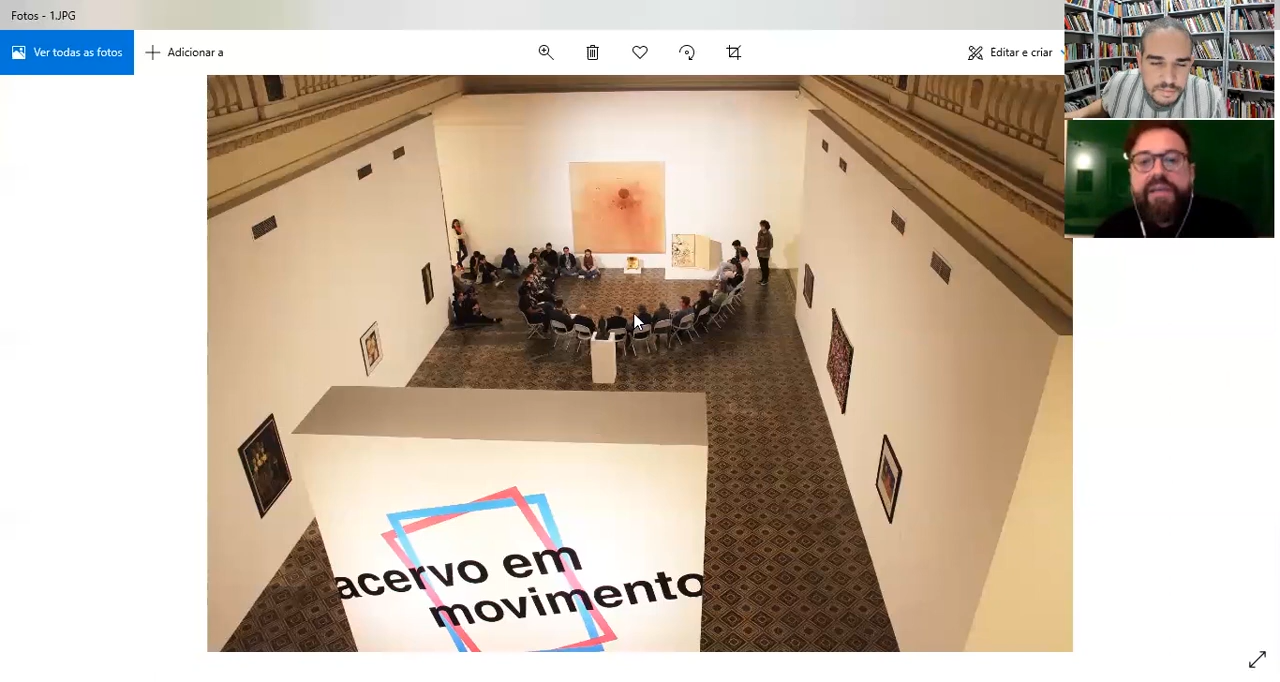 Fotos - 1.JPG
Ver todas as fotos
Adicionar a
Editar e criar
acervo em
movimento